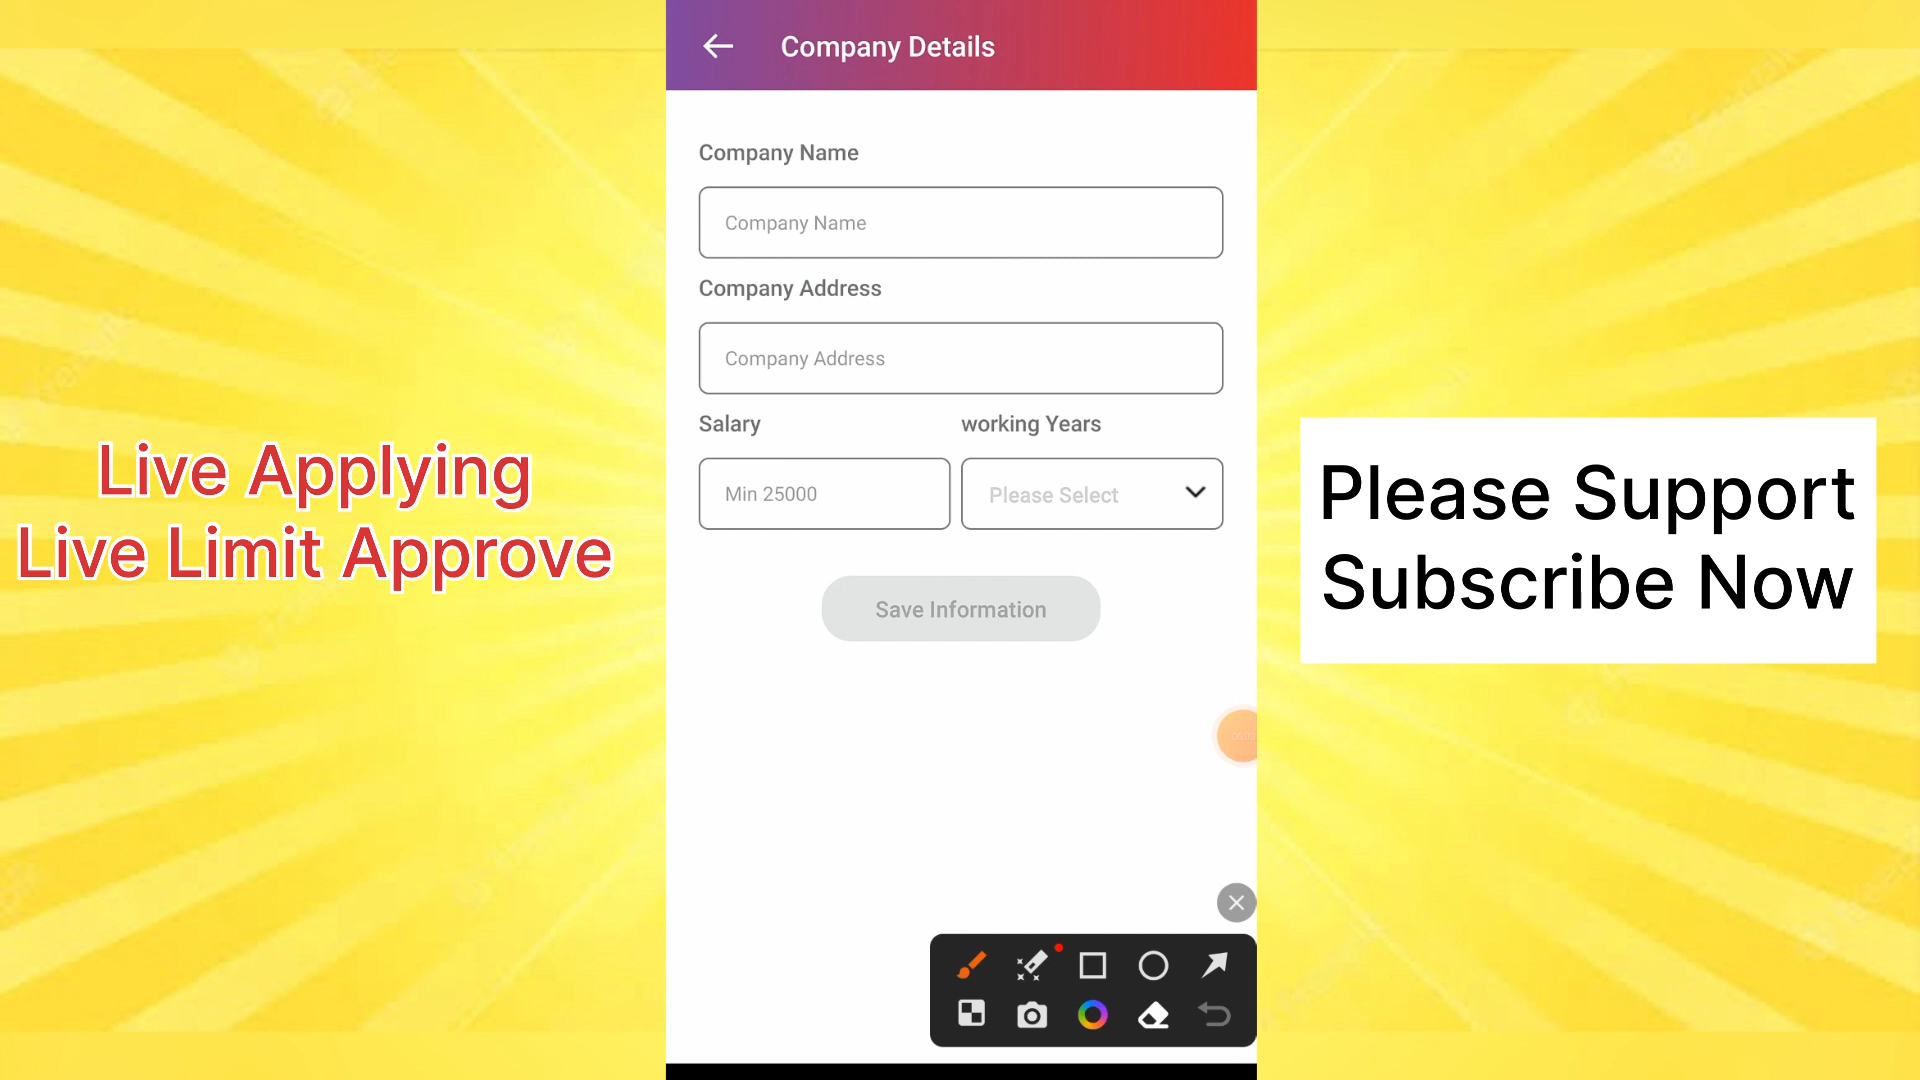 Company Details
Company Name
Company Name
Company Address
Company Address
Salary
working Years
Min 25000
Please Select
Save Information
Live Applying
Live Limit Approve
Please Support
Subscribe Now